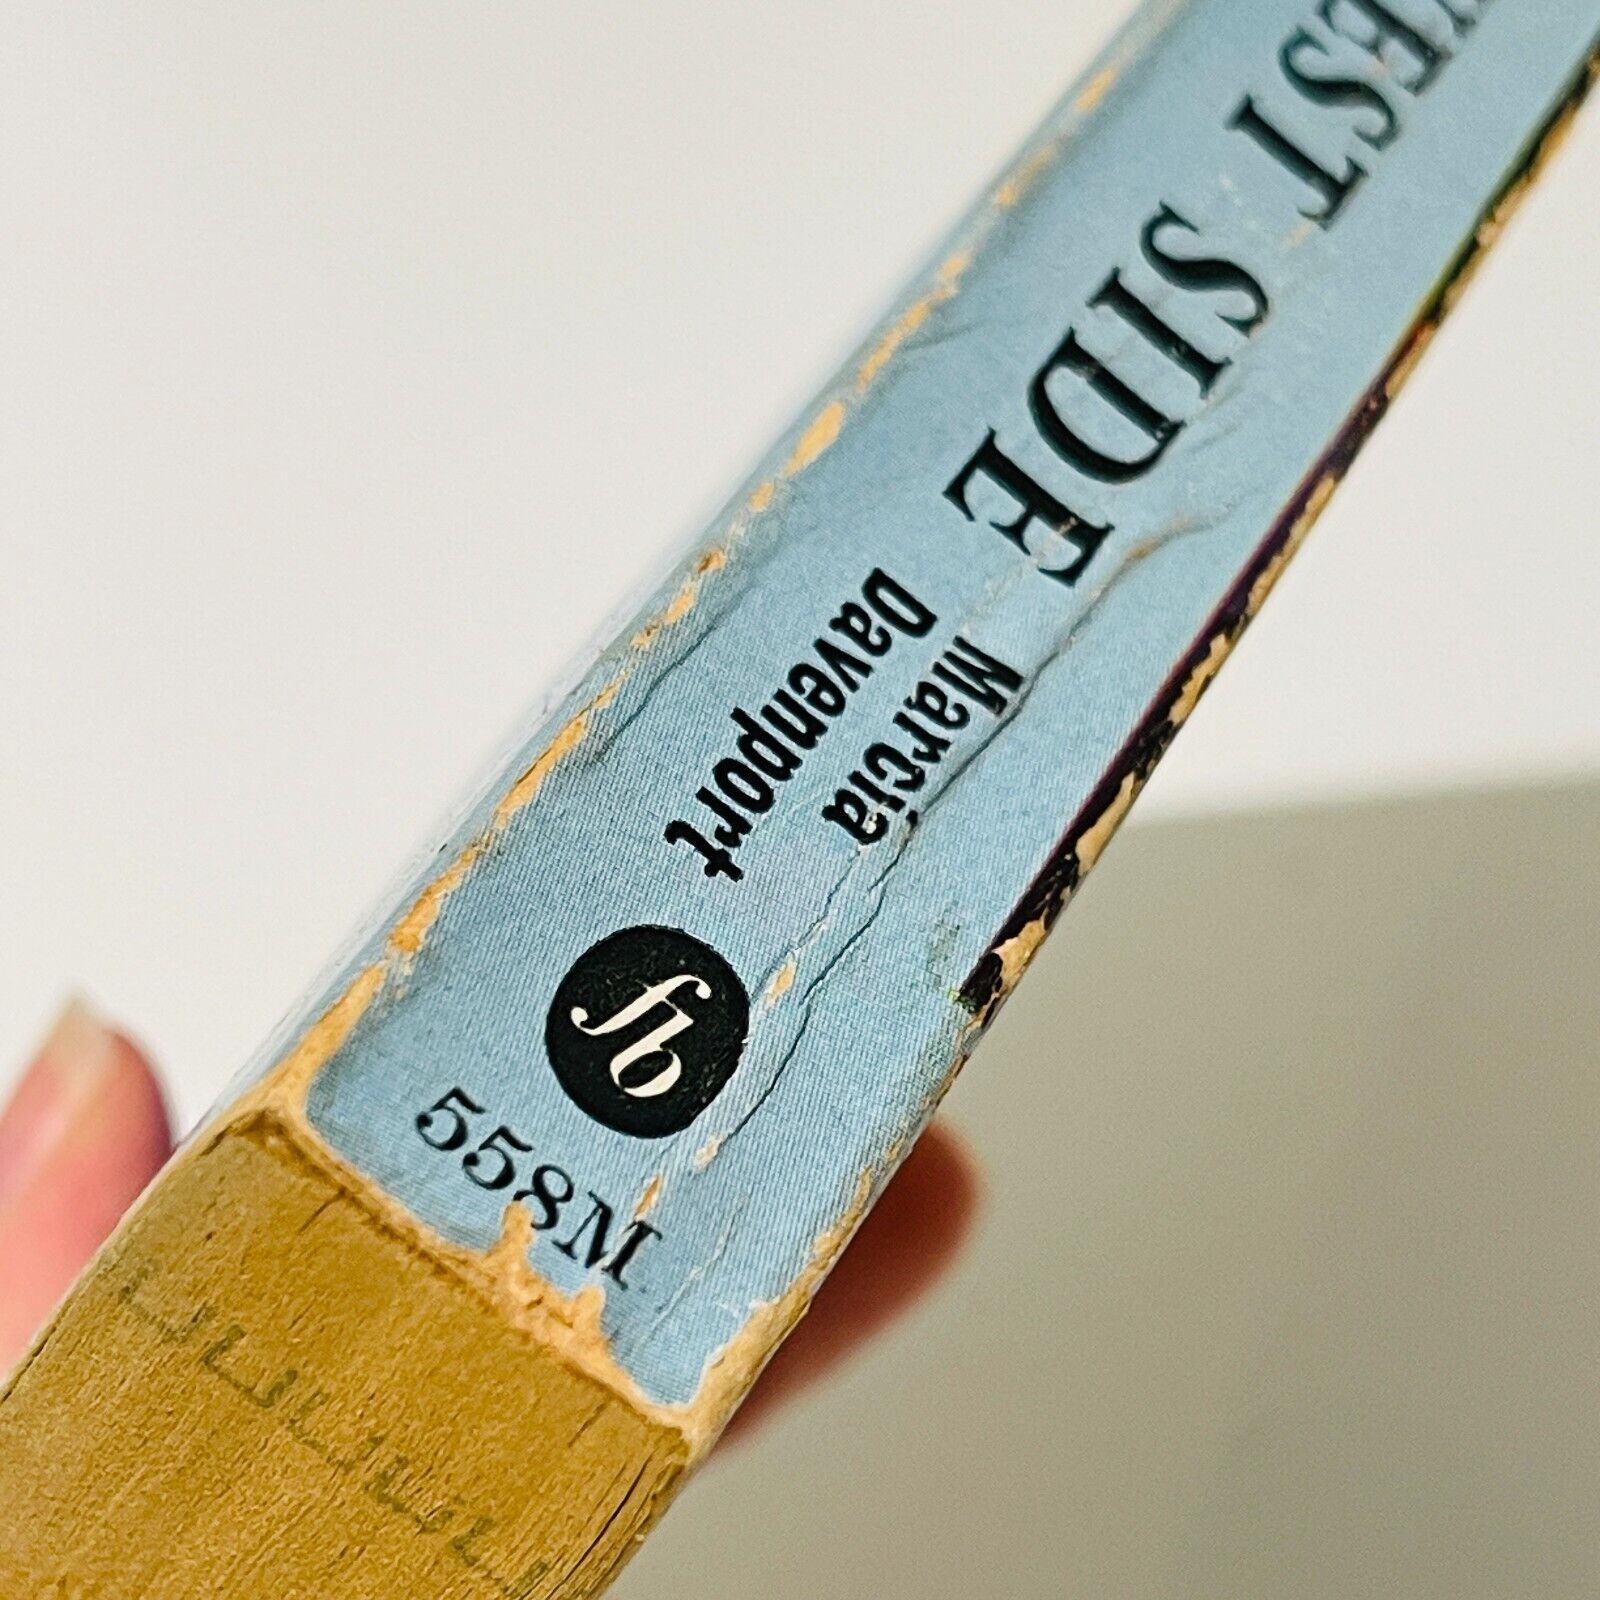 EST SIDE
Marcia
Davenport
fb
558M